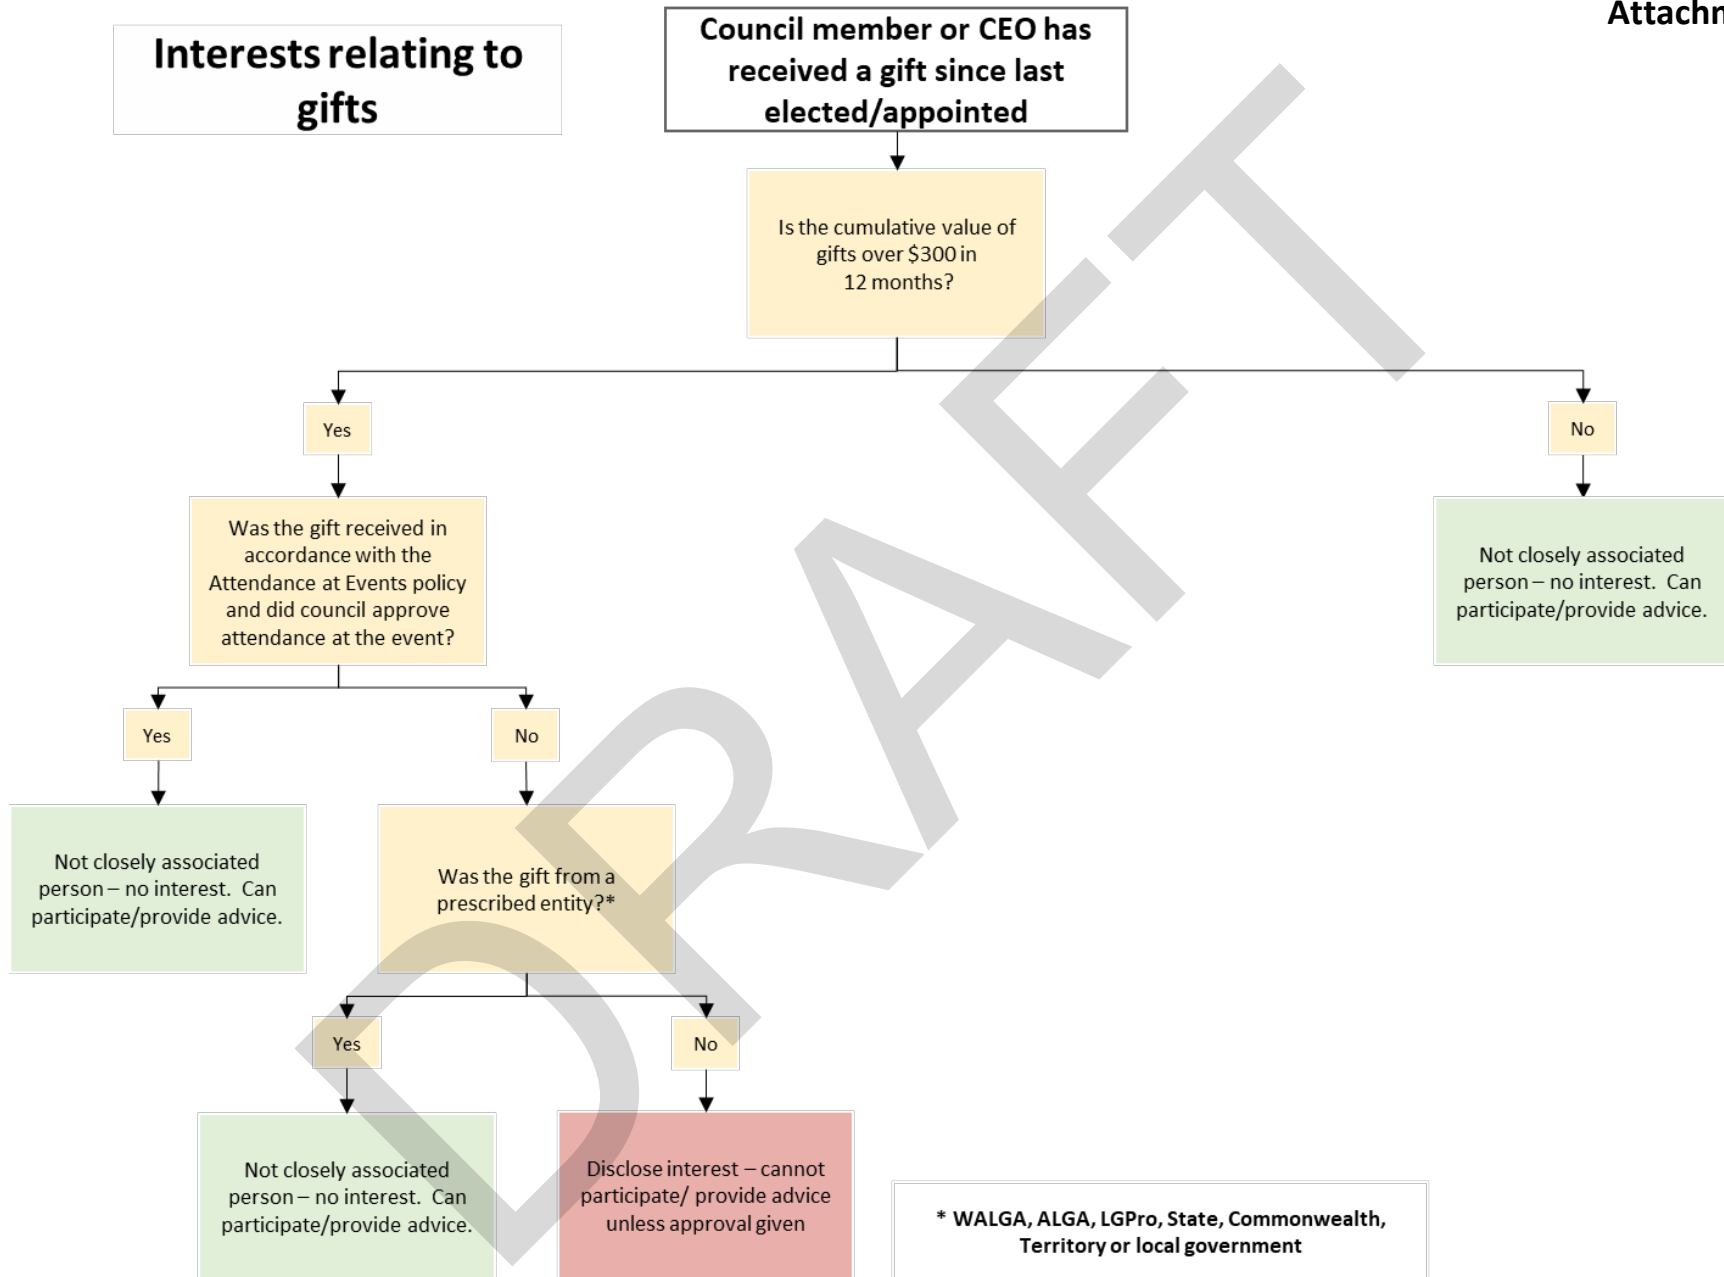 Attachm
Interests relating to
gifts
Council member or CEO has
received a gift since last
elected/appointed
Is the cumulative value of
gifts over $300 in
12 months?
Yes
No
Was the gift received in
accordance with the
Attendance at Events policy
and did council approve
attendance at the event?
Not closely associated
person – no interest.  Can
participate/provide advice.
Yes
No
Not closely associated
person – no interest.  Can
participate/provide advice.
Was the gift from a
prescribed entity?*
Yes
No
Not closely associated
person – no interest.  Can
participate/provide advice.
Disclose interest – cannot
participate/ provide advice
unless approval given
* WALGA, ALGA, LGPro, State, Commonwealth,
Territory or local government
DRAFT